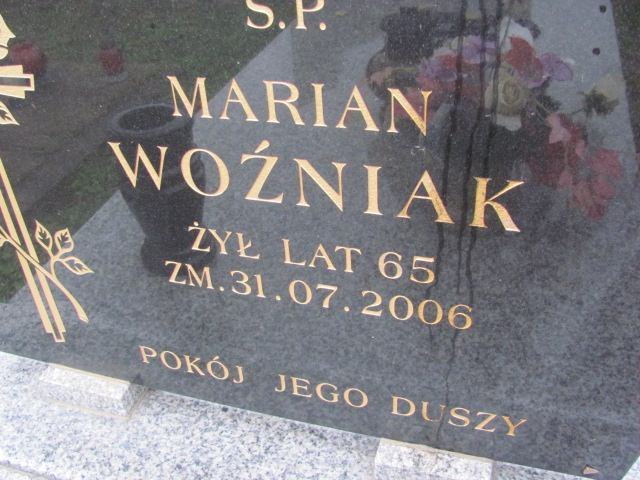 Ś.P.
MARIAN
WOŹNIAK
ŻYŁ LAT 65
ZM.31.07.2006
POKÓJ JEGO DUSZY